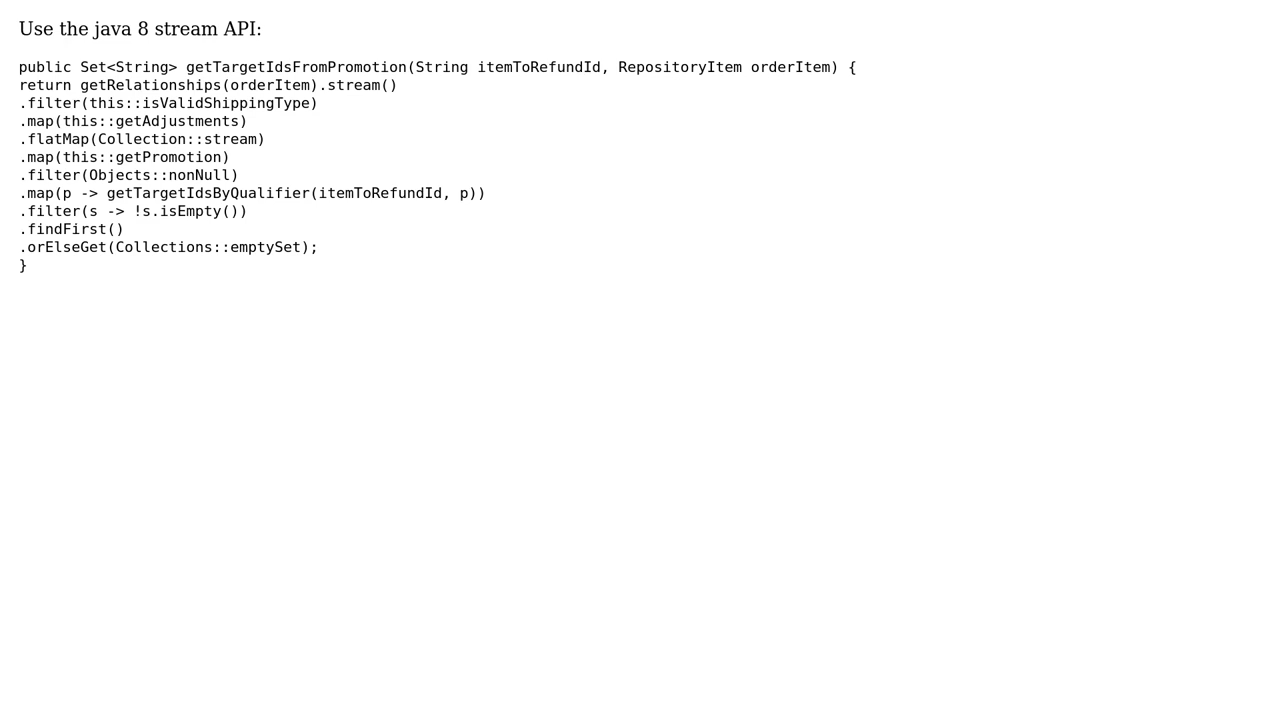 Use the java 8 stream API:
public Set<String> getTargetIdsFromPromotion(String itemToRefundId, RepositoryItem orderItem) {
return getRelationships(orderItem).stream()
.filter(this::isValidShippingType)
.map(this::getAdjustments)
.flatMap(Collection::stream)
.map(this::getPromotion)
.filter(Objects::nonNull)
.map(p -> getTargetIdsByQualifier(itemToRefundId, p))
.filter(s -> !s.isEmpty())
.findFirst()
.orElseGet(Collections::emptySet);
}